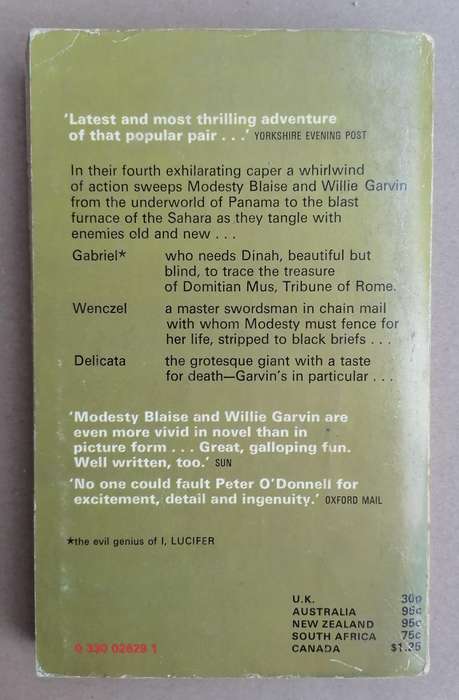 'Latest and most thrilling adventure
of that popular pair . . .' YORKSHIRE EVENING POST
In their fourth exhilarating caper a whirlwind
of action sweeps Modesty Blaise and Willie Garvin
from the underworld of Panama to the blast
furnace of the Sahara as they tangle with
enemies old and new . . .
Gabriel* who needs Dinah, beautiful but
blind, to trace the treasure
of Domitian Mus, Tribune of Rome.
Wenczel a master swordsman in chain mail
with whom Modesty must fence for
her life, stripped to black briefs . . .
Delicata the grotesque giant with a taste
for death—Garvin's in particular . . .
'Modesty Blaise and Willie Garvin are
even more vivid in novel than in
picture form . . . Great, galloping fun.
Well written, too.' SUN
'No one could fault Peter O'Donnell for
excitement, detail and ingenuity.' OXFORD MAIL
*the evil genius of I, LUCIFER
U.K. 30p
AUSTRALIA 95c
NEW ZEALAND 95c
SOUTH AFRICA 75c
CANADA $1.35
0 330 02629 1